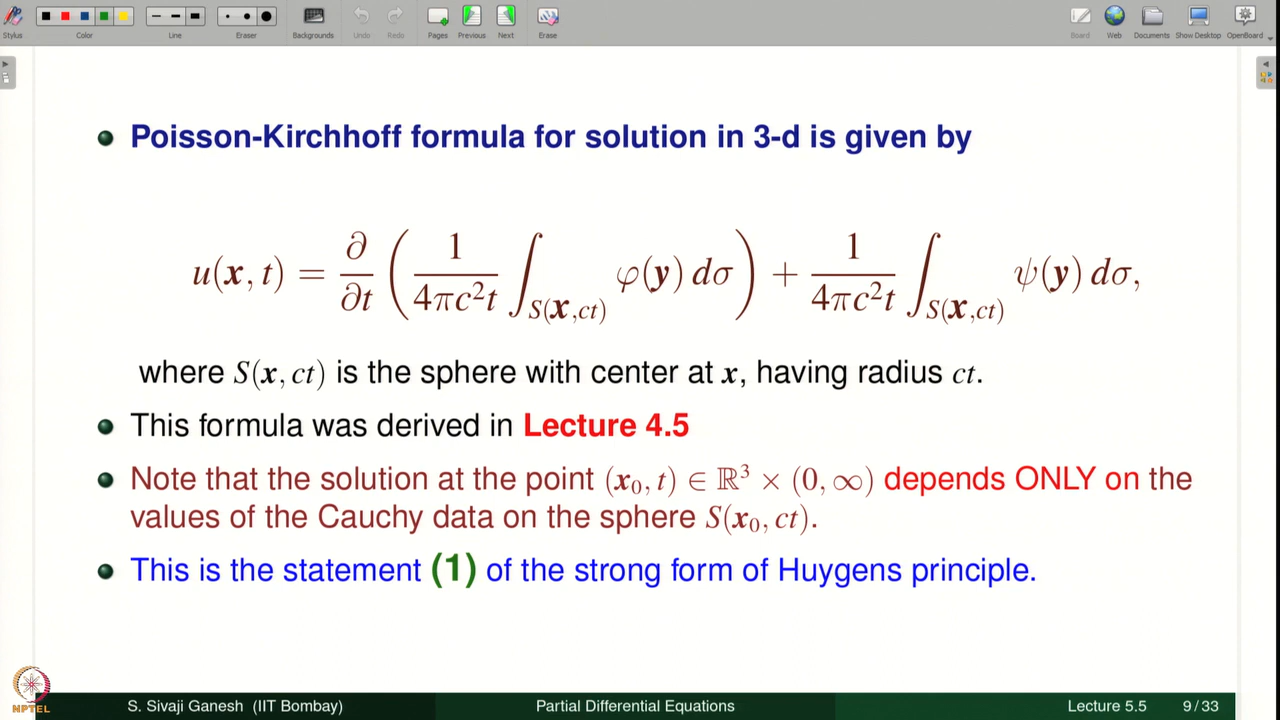 Stylus Color Line Eraser Backgrounds Undo Redo Pages Previous Next Erase Board Web Documents Show Desktop OpenBoard
Poisson-Kirchhoff formula for solution in 3-d is given by
u(x, t) = ∂/∂t ( 1/(4πc²t) ∫_{S(x,ct)} φ(y) dσ ) + 1/(4πc²t) ∫_{S(x,ct)} ψ(y) dσ,
where S(x, ct) is the sphere with center at x, having radius ct.
This formula was derived in Lecture 4.5
Note that the solution at the point (x₀, t) ∈ ℝ³ × (0, ∞) depends ONLY on the
values of the Cauchy data on the sphere S(x₀, ct).
This is the statement (1) of the strong form of Huygens principle.
NPTEL
S. Sivaji Ganesh (IIT Bombay) Partial Differential Equations Lecture 5.5 9 / 33